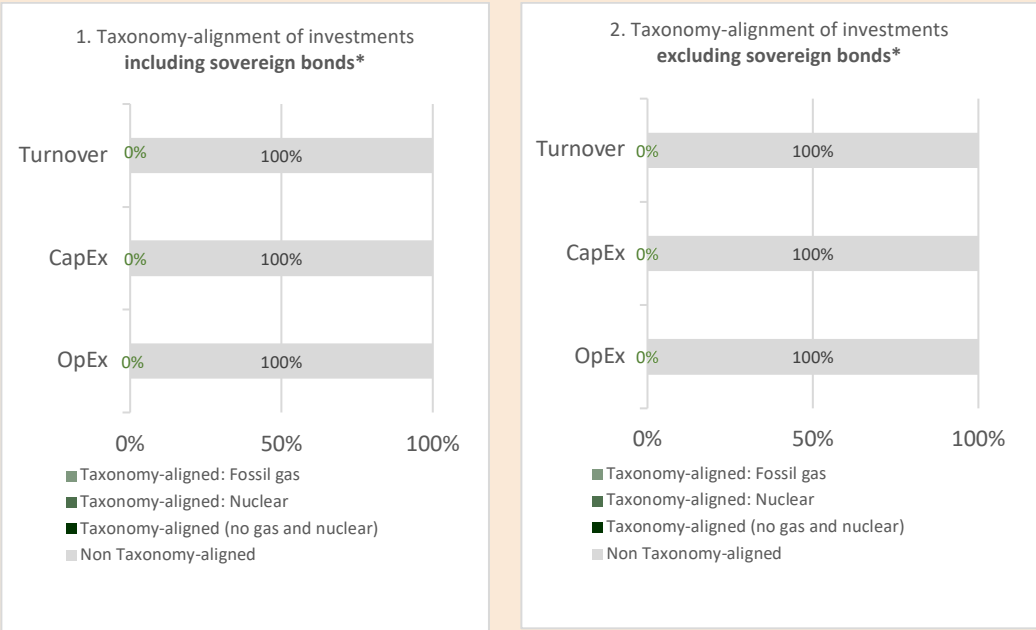 1. Taxonomy-alignment of investments
including sovereign bonds*
Turnover 0% 100%
CapEx 0% 100%
OpEx 0% 100%
0% 50% 100%
Taxonomy-aligned: Fossil gas
Taxonomy-aligned: Nuclear
Taxonomy-aligned (no gas and nuclear)
Non Taxonomy-aligned
2. Taxonomy-alignment of investments
excluding sovereign bonds*
Turnover 0% 100%
CapEx 0% 100%
OpEx 0% 100%
0% 50% 100%
Taxonomy-aligned: Fossil gas
Taxonomy-aligned: Nuclear
Taxonomy-aligned (no gas and nuclear)
Non Taxonomy-aligned